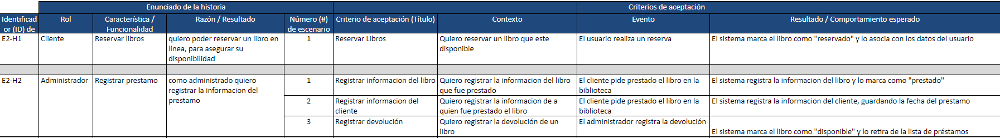 Enunciado de la historia
Criterios de aceptación
Identificad
or (ID) de
Rol
Característica /
Funcionalidad
Razón / Resultado
Número (#)
de escenario
Criterio de aceptación (Título)
Contexto
Evento
Resultado / Comportamiento esperado
E2-H1
Cliente
Reservar libros
quiero poder reservar un libro en
línea, para asegurar su
disponibilidad
1
Reservar Libros
Quiero reservar un libro que este
disponible
El usuario realiza un reserva
El sistema marca el libro como "reservado" y lo asocia con los datos del usuario
E2-H2
Administrador
Registrar prestamo
como administrado quiero
registrar la informacion del
prestamo
1
Registrar informacion del libro
Quiero registrar la informacion del libro
que fue prestado
El cliente pide prestado el libro en la
biblioteca
El sistema registra la informacion del libro y lo marca como "prestado"
2
Registrar informacion del
cliente
Quiero registrar la informacion de a
quien fue prestado el libro
El cliente pide prestado el libro en la
biblioteca
El sistema registra la informacion del cliente, guardando la fecha del prestamo
3
Registrar devolución
Quiero registrar la devolución de un
libro
El administrador registra la devolución
El sistema marca el libro como "disponible" y lo retira de la lista de préstamos